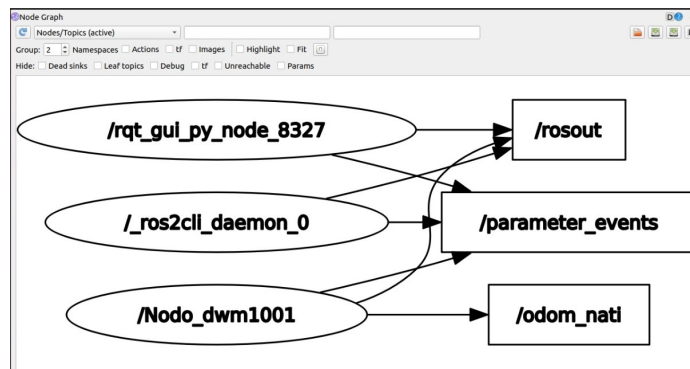 Node Graph
Nodes/Topics (active)
Group: 2 Namespaces Actions tf Images Highlight Fit
Hide: Dead sinks Leaf topics Debug tf Unreachable Params
/rqt_gui_py_node_8327
/rosout
/_ros2cli_daemon_0
/parameter_events
/Nodo_dwm1001
/odom_nati